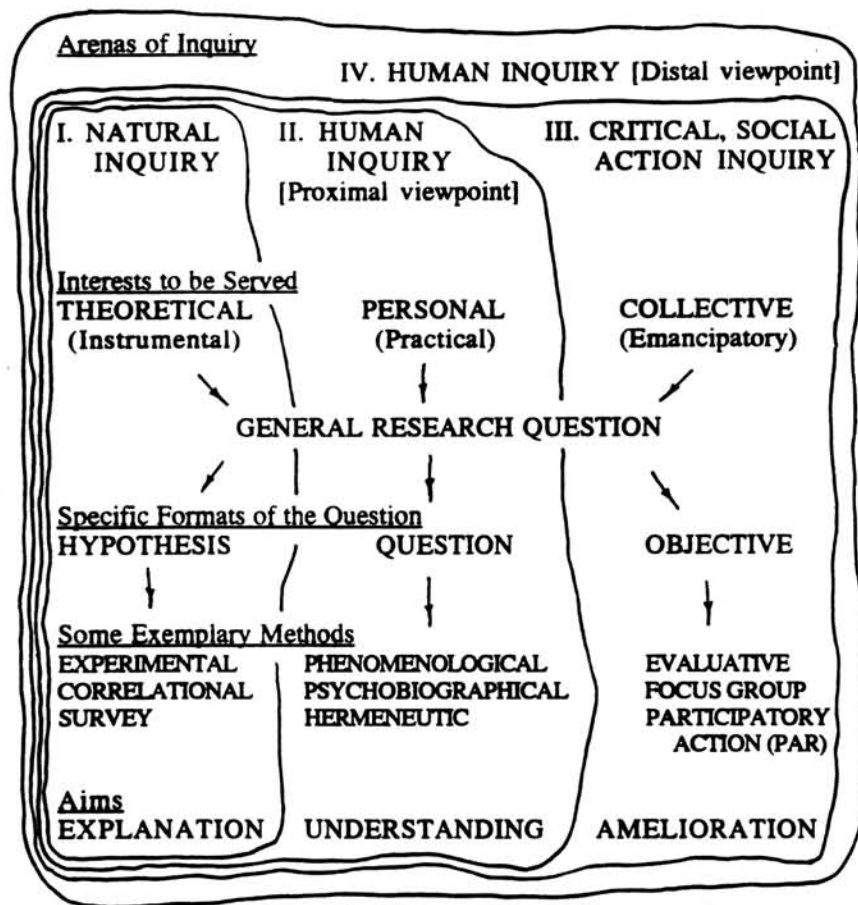 Arenas of Inquiry
IV. HUMAN INQUIRY [Distal viewpoint]
I. NATURAL INQUIRY
II. HUMAN INQUIRY
[Proximal viewpoint]
III. CRITICAL, SOCIAL ACTION INQUIRY
Interests to be Served
THEORETICAL
(Instrumental)
PERSONAL
(Practical)
COLLECTIVE
(Emancipatory)
GENERAL RESEARCH QUESTION
Specific Formats of the Question
HYPOTHESIS
QUESTION
OBJECTIVE
Some Exemplary Methods
EXPERIMENTAL
CORRELATIONAL
SURVEY
PHENOMENOLOGICAL
PSYCHOBIOGRAPHICAL
HERMENEUTIC
EVALUATIVE
FOCUS GROUP
PARTICIPATORY
ACTION (PAR)
Aims
EXPLANATION
UNDERSTANDING
AMELIORATION